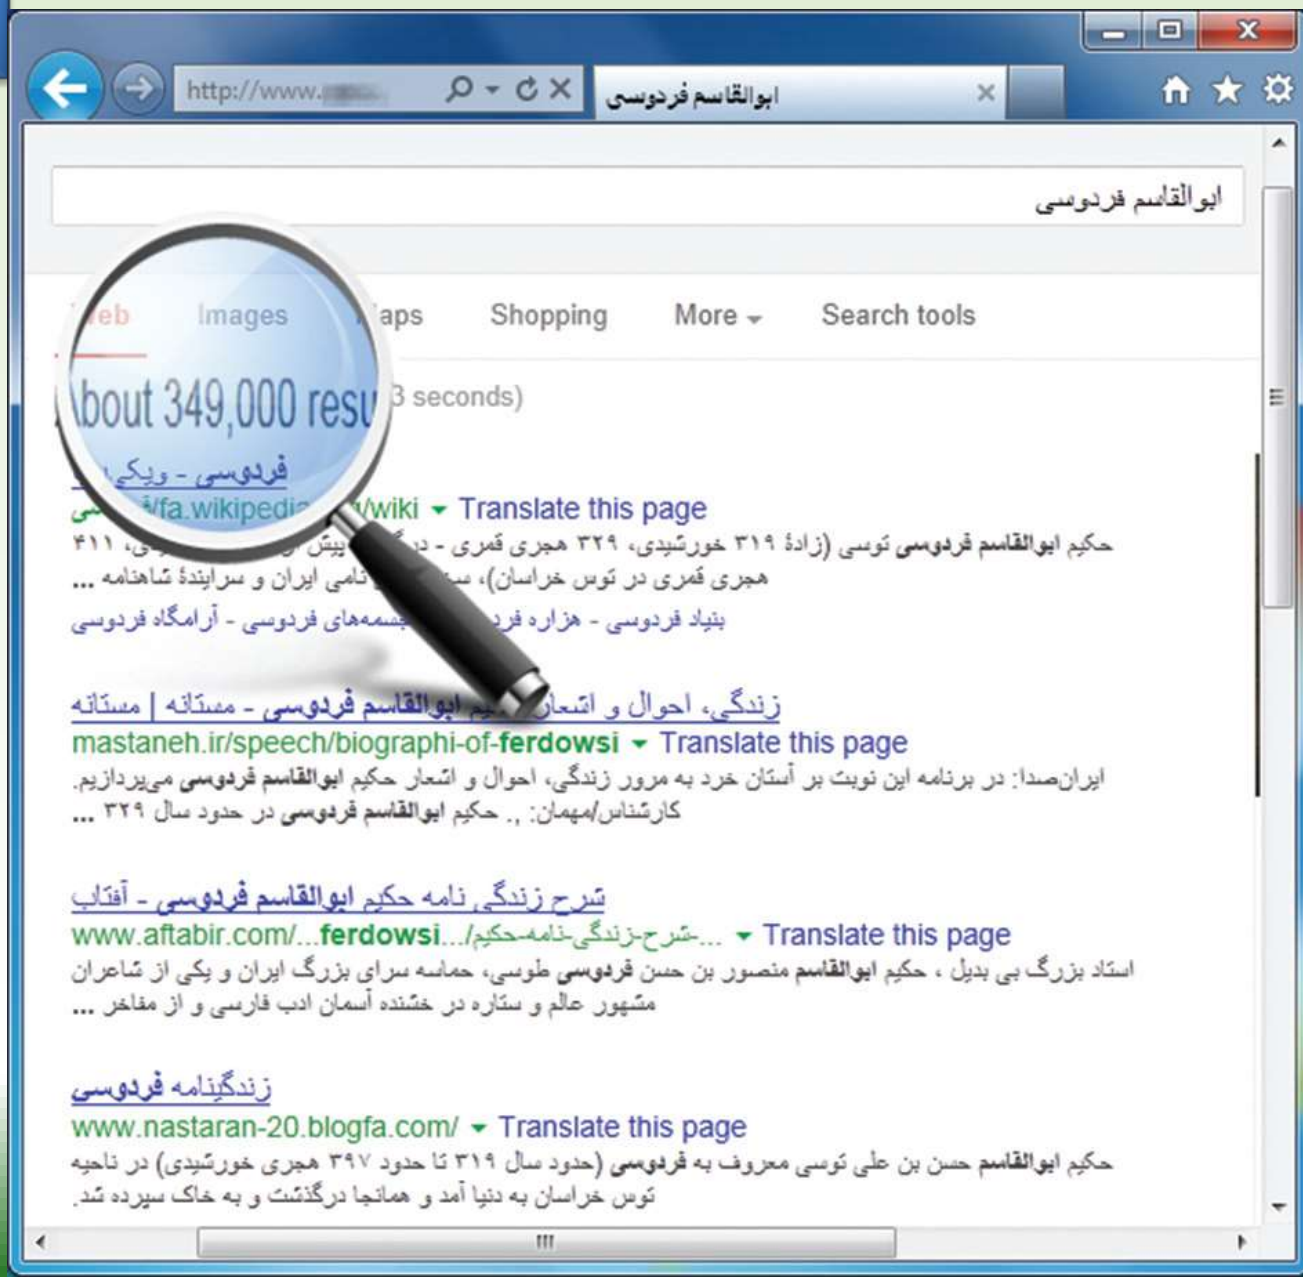 http://www.
ابوالقاسم فردوسی
ابوالقاسم فردوسی
Images Shopping More Search tools
About 349,000 resu 3 seconds)
فردوسی - ویکی
fa.wikipedia /wiki Translate this page
حکیم ابوالقاسم فردوسی توسی (زادهٔ ۳۱۹ خورشیدی، ۳۲۹ هجری قمری - ۴۱۱
هجری قمری در توس خراسان)، نامی ایران و سرایندهٔ شاهنامه ...
بنیاد فردوسی - هزاره - آرامگاه فردوسی
زندگی، احوال و اشعار ابوالقاسم فردوسی - مستانه | مستانه
mastaneh.ir/speech/biographi-of-ferdowsi Translate this page
ایران‌صدا: در برنامه این نوبت بر آستان خرد به مرور زندگی، احوال و اشعار حکیم ابوالقاسم فردوسی می‌پردازیم.
کارشناس/مهمان: ,. حکیم ابوالقاسم فردوسی در حدود سال ۳۲۹ ...
شرح زندگی نامه حکیم ابوالقاسم فردوسی - آفتاب
www.aftabir.com/...ferdowsi.../شرح-زندگی-نامه-حکیم-... Translate this page
استاد بزرگ بی بدیل ، حکیم ابوالقاسم منصور بن حسن فردوسی طوسی، حماسه سرای بزرگ ایران و یکی از شاعران
مشهور عالم و ستاره در خشنده آسمان ادب فارسی و از مفاخر ...
زندگینامه فردوسی
www.nastaran-20.blogfa.com/ Translate this page
حکیم ابوالقاسم حسن بن علی توسی معروف به فردوسی (حدود سال ۳۱۹ تا حدود ۳۹۷ هجری خورشیدی) در ناحیه
توس خراسان به دنیا آمد و همانجا درگذشت و به خاک سپرده شد.